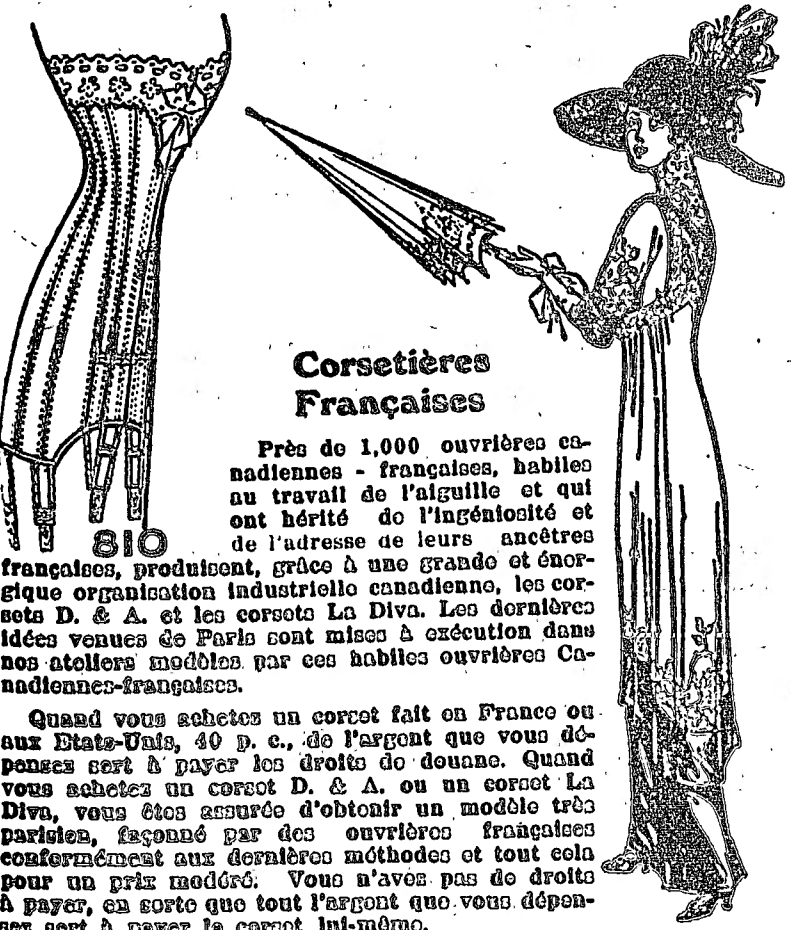 Corsetières
Françaises
Près de 1,000 ouvrières ca-
nadiennes - françaises, habiles
au travail de l'aiguille et qui
ont hérité de l'ingéniosité et
de l'adresse de leurs ancêtres
810
françaises, produisent, grâce à une grande et éner-
gique organisation industrielle canadienne, les cor-
sets D. & A. et les corsets La Diva. Les dernières
idées venues de Paris sont mises à exécution dans
nos ateliers modèles par ces habiles ouvrières Ca-
nadiennes-françaises.
Quand vous achetez un corset fait en France ou
aux Etats-Unis, 40 p. c., de l'argent que vous dé-
pensez sert à payer les droits de douane. Quand
vous achetez un corset D. & A. ou un corset La
Diva, vous êtes assurée d'obtenir un modèle très
parisien, façonné par des ouvrières françaises
conformément aux dernières méthodes et tout cela
pour un prix modéré. Vous n'avez pas de droits
à payer, en sorte que tout l'argent que vous dépen-
sez sert à payer le corset lui-même.